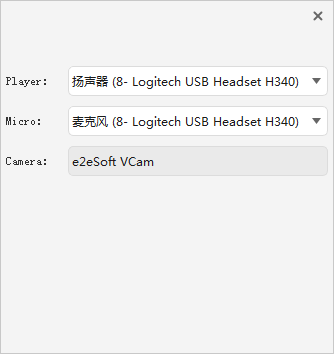 Player: 扬声器 (8- Logitech USB Headset H340)
Micro: 麦克风 (8- Logitech USB Headset H340)
Camera: e2eSoft VCam